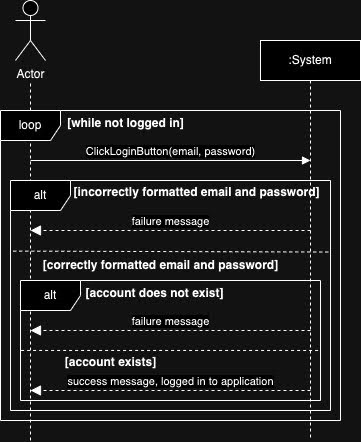 Actor
:System
loop
[while not logged in]
ClickLoginButton(email, password)
alt
[incorrectly formatted email and password]
failure message
[correctly formatted email and password]
alt
[account does not exist]
failure message
[account exists]
success message, logged in to application